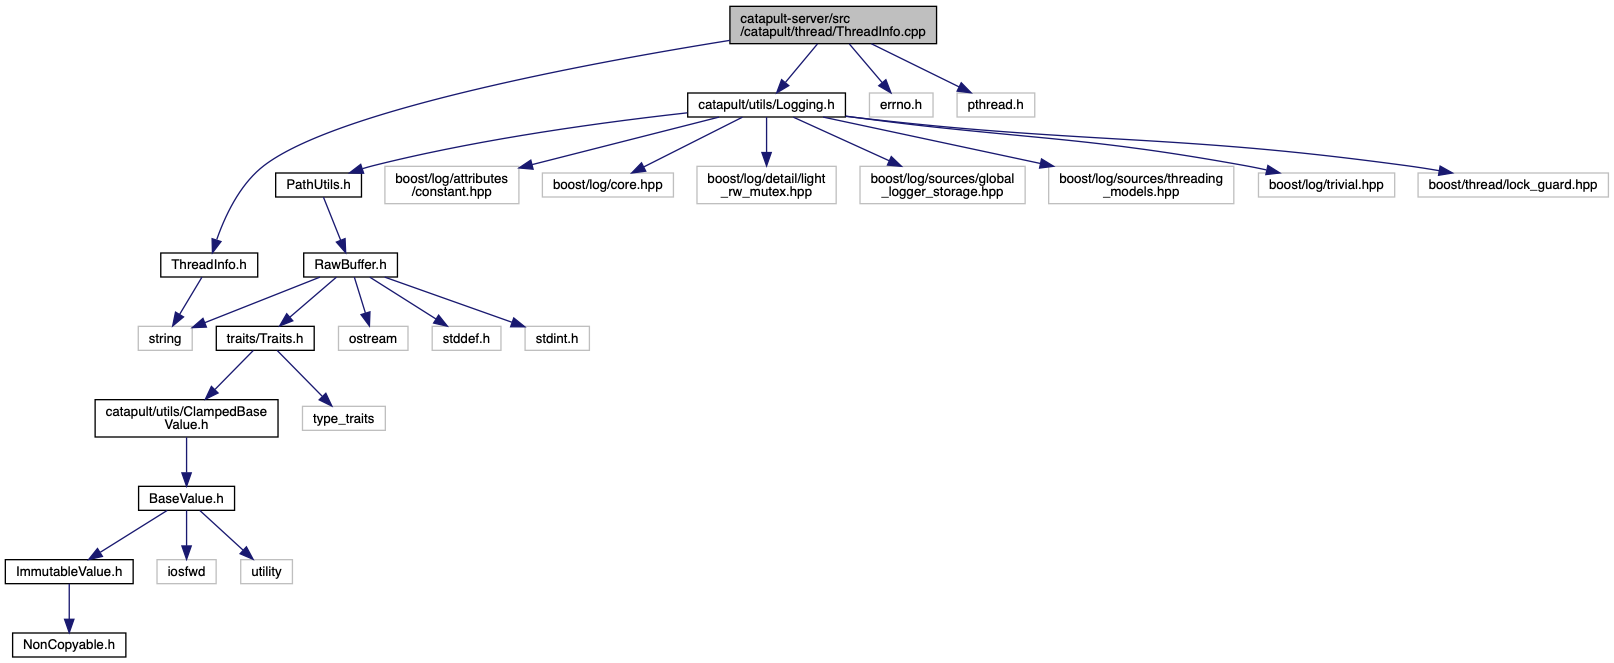 catapult-server/src
/catapult/thread/ThreadInfo.cpp
catapult/utils/Logging.h
errno.h
pthread.h
PathUtils.h
boost/log/attributes
/constant.hpp
boost/log/core.hpp
boost/log/detail/light
_rw_mutex.hpp
boost/log/sources/global
_logger_storage.hpp
boost/log/sources/threading
_models.hpp
boost/log/trivial.hpp
boost/thread/lock_guard.hpp
ThreadInfo.h
RawBuffer.h
string
traits/Traits.h
ostream
stddef.h
stdint.h
catapult/utils/ClampedBase
Value.h
type_traits
BaseValue.h
ImmutableValue.h
iosfwd
utility
NonCopyable.h